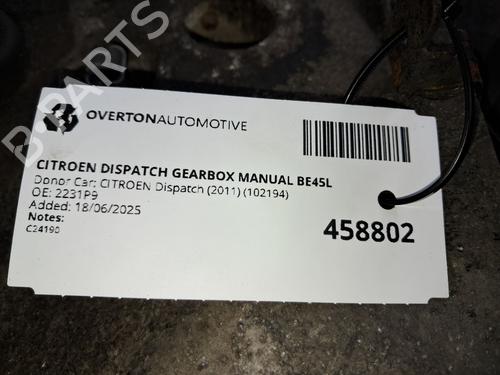 OVERTONAUTOMOTIVE
CITROEN DISPATCH GEARBOX MANUAL BE45L
Donor Car: CITROEN Dispatch (2011) (102194)
OE: 2231P9
Added: 18/06/2025
Notes:
C24190
458802
B-PARTS